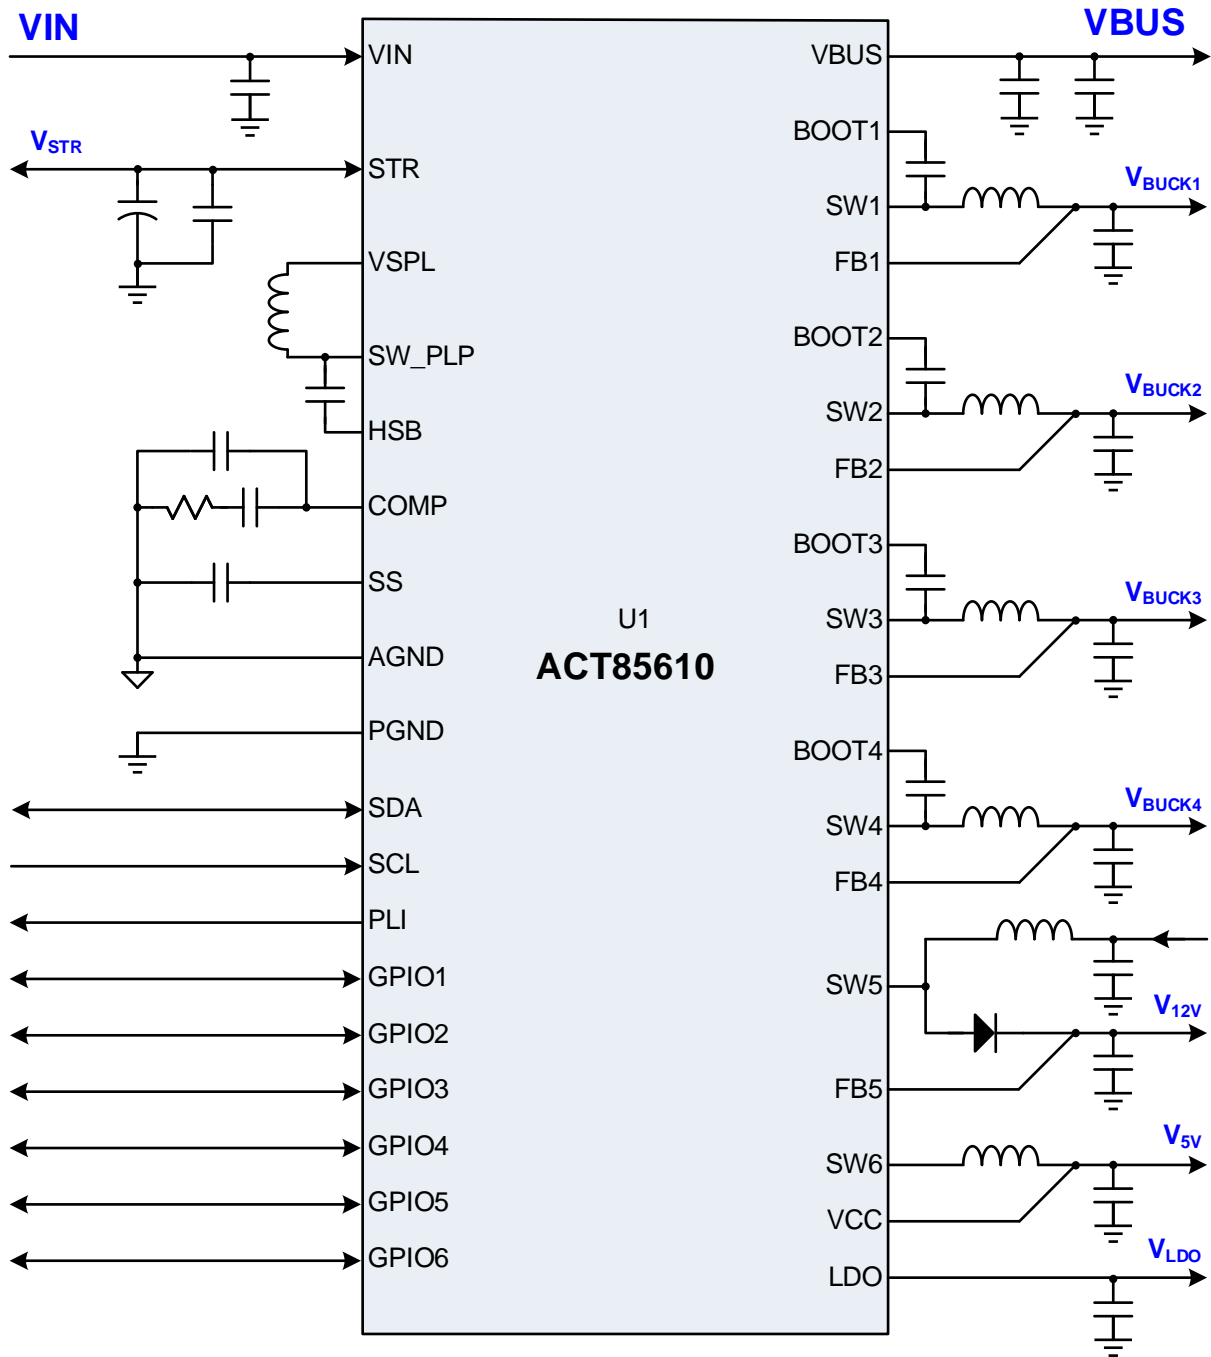 VIN
VBUS
VIN
VBUS
BOOT1
VSTR
STR
VBUCK1
SW1
VSPL
FB1
BOOT2
SW_PLP
VBUCK2
SW2
HSB
FB2
COMP
BOOT3
SS
VBUCK3
U1
SW3
AGND
ACT85610
FB3
PGND
BOOT4
SDA
VBUCK4
SW4
SCL
FB4
PLI
GPIO1
SW5
V12V
GPIO2
GPIO3
FB5
V5V
GPIO4
SW6
GPIO5
VCC
VLDO
GPIO6
LDO